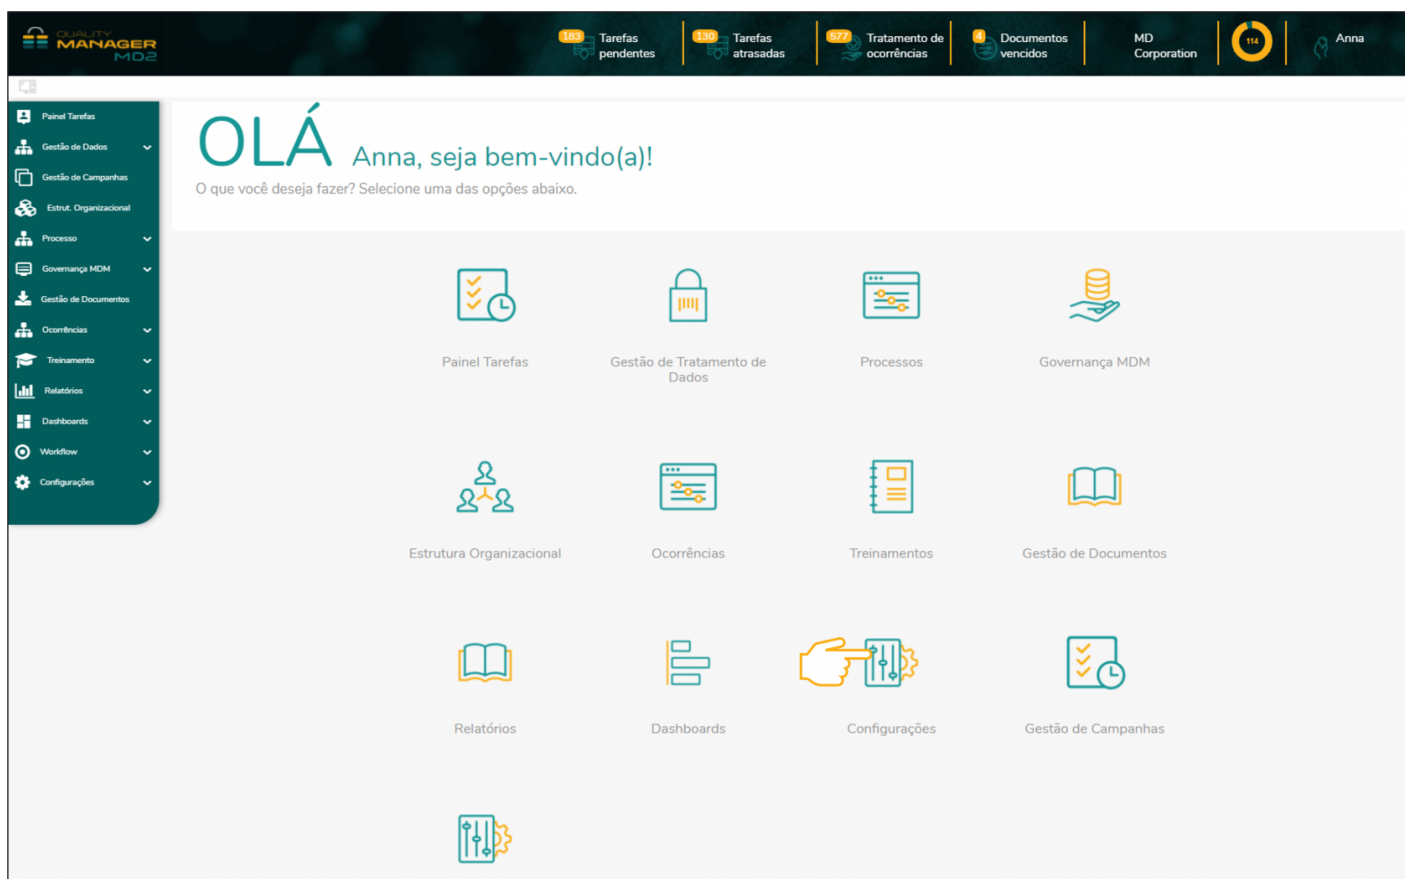 QUALITY
MANAGER
MD2
183
Tarefas
pendentes
130
Tarefas
atrasadas
577
Tratamento de
ocorrências
4
Documentos
vencidos
MD
Corporation
114
Anna
Painel Tarefas
Gestão de Dados
Gestão de Campanhas
Estrut. Organizacional
Processo
Governança MDM
Gestão de Documentos
Ocorrências
Treinamento
Relatórios
Dashboards
Workflow
Configurações
OLÁ Anna, seja bem-vindo(a)!
O que você deseja fazer? Selecione uma das opções abaixo.
Painel Tarefas
Gestão de Tratamento de
Dados
Processos
Governança MDM
Estrutura Organizacional
Ocorrências
Treinamentos
Gestão de Documentos
Relatórios
Dashboards
Configurações
Gestão de Campanhas